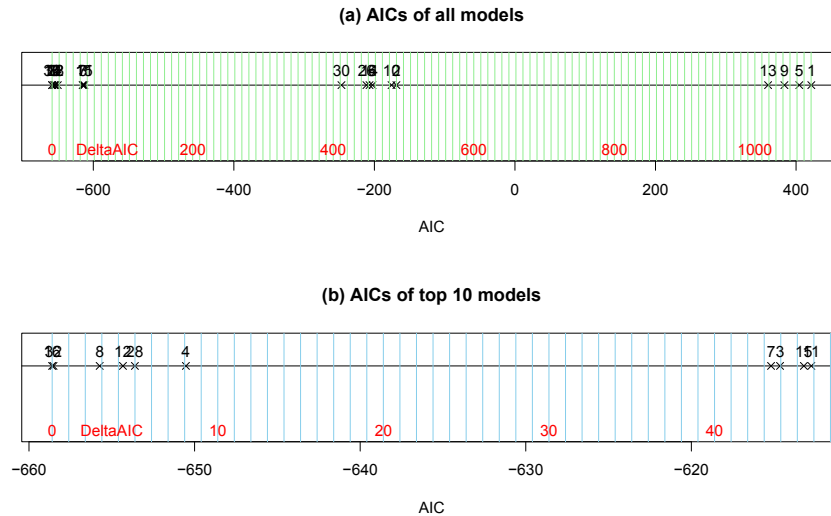 (a) AICs of all models
30 13 9 5 1
0 DeltaAIC 200 400 600 800 1000
−600 −400 −200 0 200 400
AIC
(b) AICs of top 10 models
8 4 3
0 DeltaAIC 10 20 30 40
−660 −650 −640 −630 −620
AIC